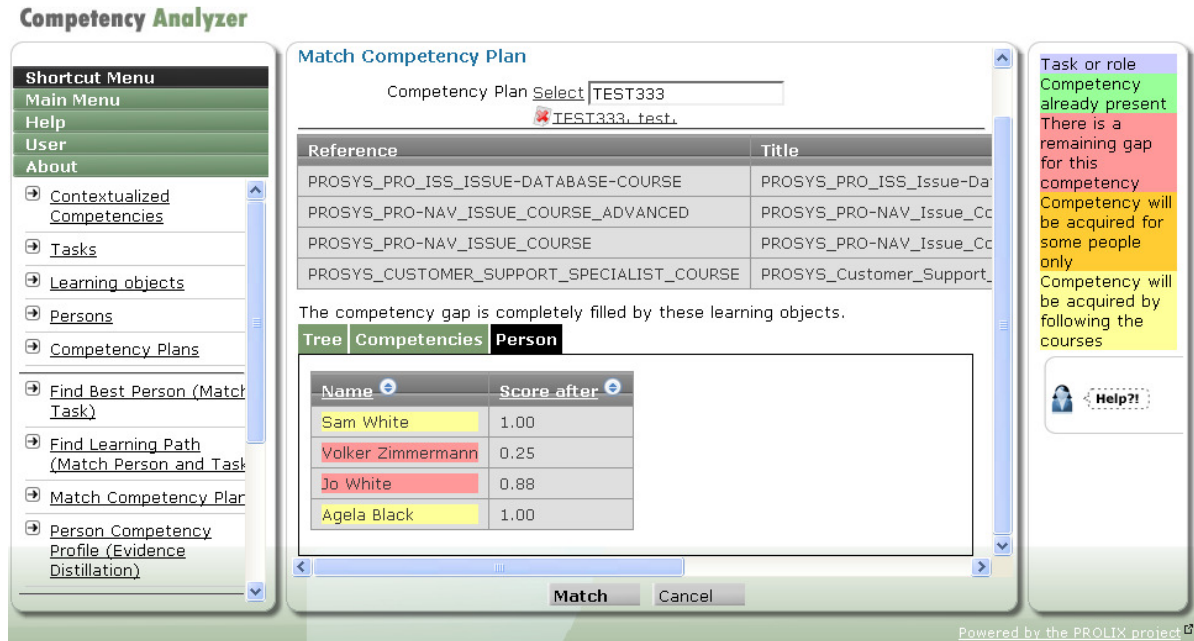 Competency Analyzer
Shortcut Menu
Main Menu
Help
User
About
Contextualized
Competencies
Tasks
Learning objects
Persons
Competency Plans
Find Best Person (Match
Task)
Find Learning Path
(Match Person and Task
Match Competency Plan
Person Competency
Profile (Evidence
Distillation)
Match Competency Plan
Competency Plan Select TEST333
TEST333, test,
Reference Title
PROSYS_PRO_ISS_ISSUE-DATABASE-COURSE PROSYS_PRO_ISS_Issue-Da
PROSYS_PRO-NAV_ISSUE_COURSE_ADVANCED PROSYS_PRO-NAV_Issue_Co
PROSYS_PRO-NAV_ISSUE_COURSE PROSYS_PRO-NAV_Issue_Co
PROSYS_CUSTOMER_SUPPORT_SPECIALIST_COURSE PROSYS_Customer_Support_
The competency gap is completely filled by these learning objects.
Tree Competencies Person
Name Score after
Sam White 1.00
Volker Zimmermann 0.25
Jo White 0.88
Agela Black 1.00
Match Cancel
Task or role
Competency
already present
There is a
remaining gap
for this
competency
Competency will
be acquired for
some people
only
Competency will
be acquired by
following the
courses
Help?!
Powered by the PROLIX project